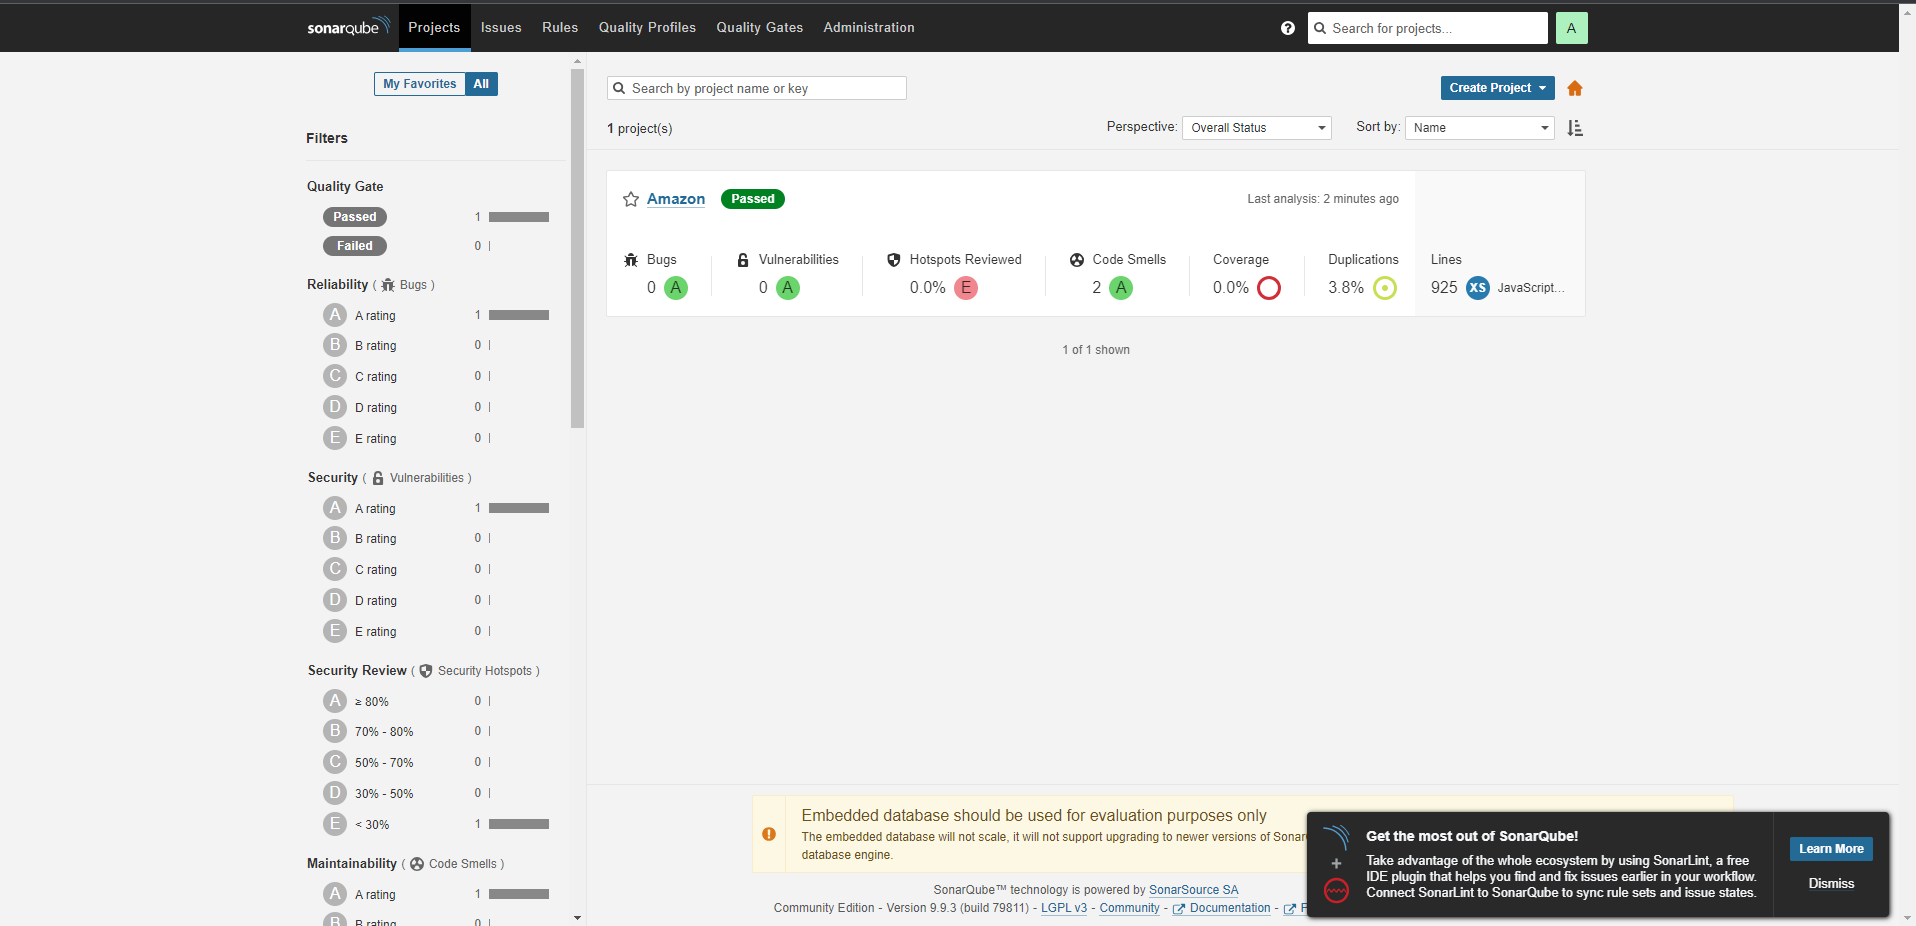 sonarqube Projects Issues Rules Quality Profiles Quality Gates Administration ? Search for projects... A
My Favorites All
Filters
Quality Gate
Passed 1
Failed 0
Reliability ( Bugs )
A A rating 1
B B rating 0
C C rating 0
D D rating 0
E E rating 0
Security ( Vulnerabilities )
A A rating 1
B B rating 0
C C rating 0
D D rating 0
E E rating 0
Security Review ( Security Hotspots )
A ≥ 80% 0
B 70% - 80% 0
C 50% - 70% 0
D 30% - 50% 0
E < 30% 1
Maintainability ( Code Smells )
A A rating 1
B B rating 0
Search by project name or key Create Project
1 project(s) Perspective: Overall Status Sort by: Name
Amazon Passed Last analysis: 2 minutes ago
Bugs Vulnerabilities Hotspots Reviewed Code Smells Coverage Duplications Lines
0 A 0 A 0.0% E 2 A 0.0% 3.8% 925 XS JavaScript...
1 of 1 shown
Embedded database should be used for evaluation purposes only
The embedded database will not scale, it will not support upgrading to newer versions of Sonar
database engine.
SonarQube™ technology is powered by SonarSource SA
Community Edition - Version 9.9.3 (build 79811) - LGPL v3 - Community - Documentation -
Get the most out of SonarQube!
Take advantage of the whole ecosystem by using SonarLint, a free
IDE plugin that helps you find and fix issues earlier in your workflow.
Connect SonarLint to SonarQube to sync rule sets and issue states.
Learn More
Dismiss